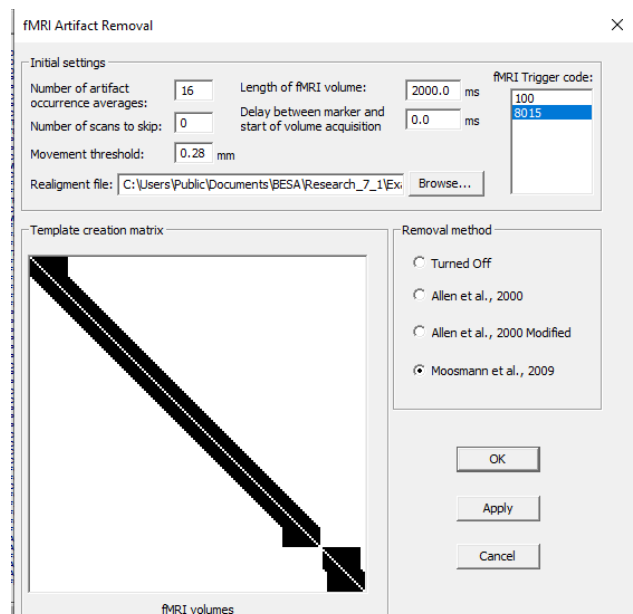 fMRI Artifact Removal
Initial settings
Number of artifact
occurrence averages:
16
Number of scans to skip:
0
Movement threshold:
0.28 mm
Length of fMRI volume:
2000.0 ms
Delay between marker and
start of volume acquisition
0.0 ms
fMRI Trigger code:
100
8015
Realigment file: C:\Users\Public\Documents\BESA\Research_7_1\Exa
Browse...
Template creation matrix
fMRI volumes
Removal method
Turned Off
Allen et al., 2000
Allen et al., 2000 Modified
Moosmann et al., 2009
OK
Apply
Cancel